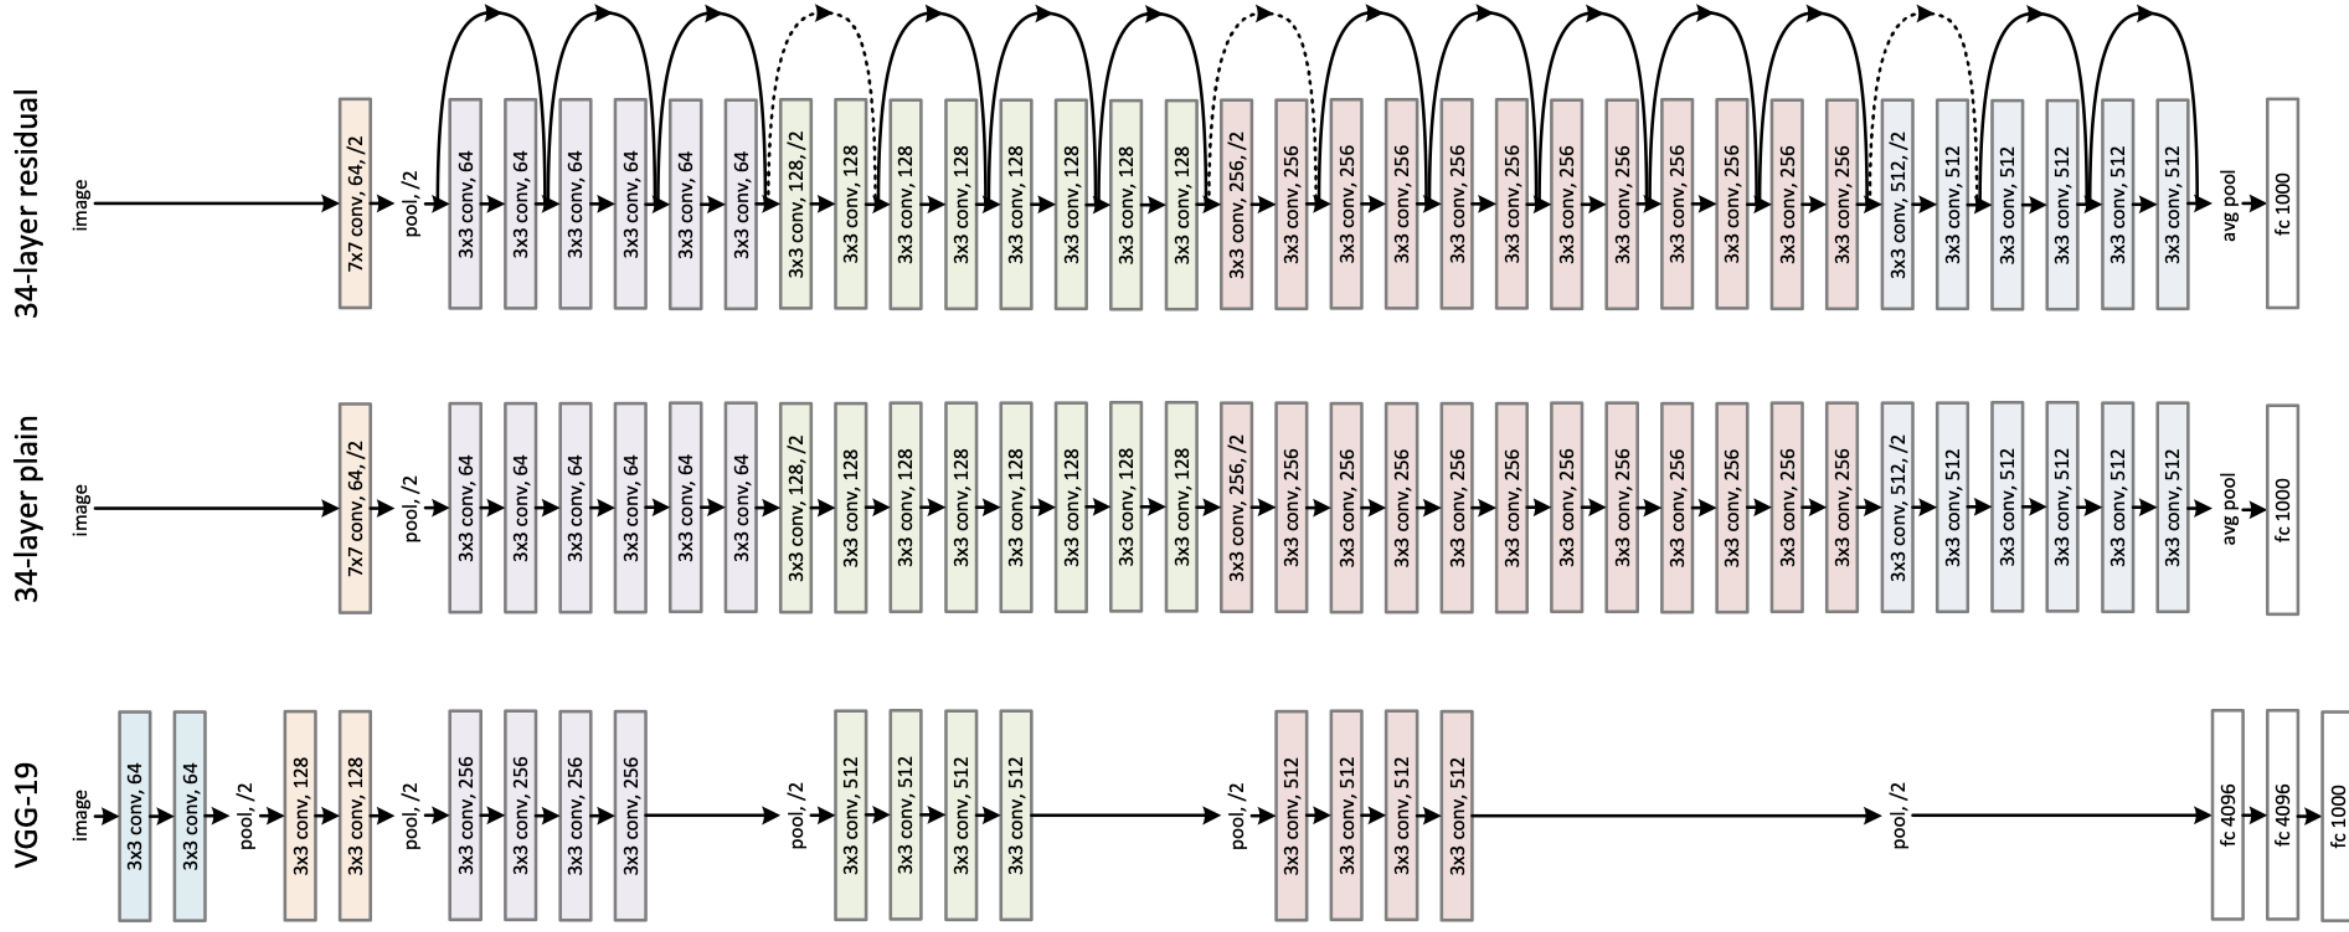 34-layer residual
image
7x7 conv, 64, /2
pool, /2
3x3 conv, 64
3x3 conv, 64
3x3 conv, 64
3x3 conv, 64
3x3 conv, 64
3x3 conv, 64
3x3 conv, 128, /2
3x3 conv, 128
3x3 conv, 128
3x3 conv, 128
3x3 conv, 128
3x3 conv, 128
3x3 conv, 128
3x3 conv, 128
3x3 conv, 256, /2
3x3 conv, 256
3x3 conv, 256
3x3 conv, 256
3x3 conv, 256
3x3 conv, 256
3x3 conv, 256
3x3 conv, 256
3x3 conv, 256
3x3 conv, 256
3x3 conv, 256
3x3 conv, 256
3x3 conv, 512, /2
3x3 conv, 512
3x3 conv, 512
3x3 conv, 512
3x3 conv, 512
3x3 conv, 512
avg pool
fc 1000
34-layer plain
image
7x7 conv, 64, /2
pool, /2
3x3 conv, 64
3x3 conv, 64
3x3 conv, 64
3x3 conv, 64
3x3 conv, 64
3x3 conv, 64
3x3 conv, 128, /2
3x3 conv, 128
3x3 conv, 128
3x3 conv, 128
3x3 conv, 128
3x3 conv, 128
3x3 conv, 128
3x3 conv, 128
3x3 conv, 256, /2
3x3 conv, 256
3x3 conv, 256
3x3 conv, 256
3x3 conv, 256
3x3 conv, 256
3x3 conv, 256
3x3 conv, 256
3x3 conv, 256
3x3 conv, 256
3x3 conv, 256
3x3 conv, 256
3x3 conv, 512, /2
3x3 conv, 512
3x3 conv, 512
3x3 conv, 512
3x3 conv, 512
3x3 conv, 512
avg pool
fc 1000
VGG-19
image
3x3 conv, 64
3x3 conv, 64
pool, /2
3x3 conv, 128
3x3 conv, 128
pool, /2
3x3 conv, 256
3x3 conv, 256
3x3 conv, 256
3x3 conv, 256
pool, /2
3x3 conv, 512
3x3 conv, 512
3x3 conv, 512
3x3 conv, 512
pool, /2
3x3 conv, 512
3x3 conv, 512
3x3 conv, 512
3x3 conv, 512
pool, /2
fc 4096
fc 4096
fc 1000